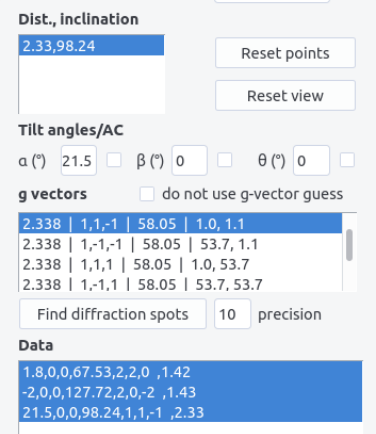 Dist., inclination
2.33,98.24
Reset points
Reset view
Tilt angles/AC
α (°) 21.5 β (°) 0 θ (°) 0
g vectors do not use g-vector guess
2.338 | 1,1,-1 | 58.05 | 1.0, 1.1
2.338 | 1,-1,-1 | 58.05 | 53.7, 1.1
2.338 | 1,1,1 | 58.05 | 1.0, 53.7
2.338 | 1,-1,1 | 58.05 | 53.7, 53.7
Find diffraction spots 10 precision
Data
1.8,0,0,67.53,2,2,0 ,1.42
-2,0,0,127.72,2,0,-2 ,1.43
21.5,0,0,98.24,1,1,-1 ,2.33